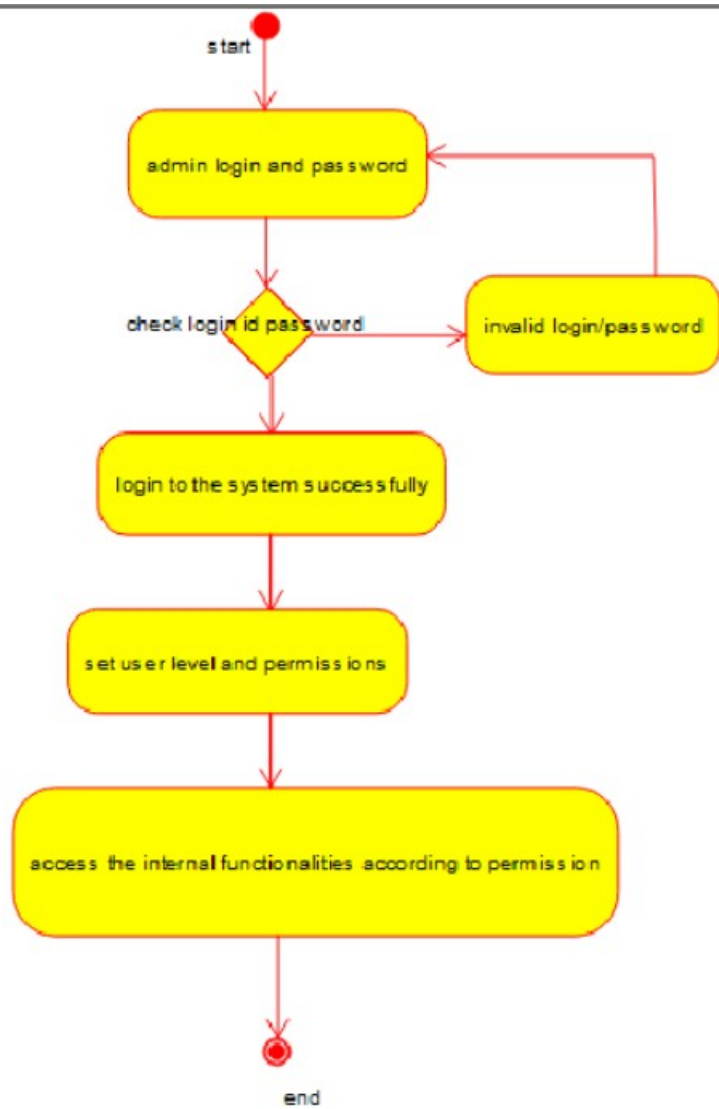 start
admin login and password
check login id password
invalid login/password
login to the system successfully
set user level and permissions
access the internal functionalities according to permission
end